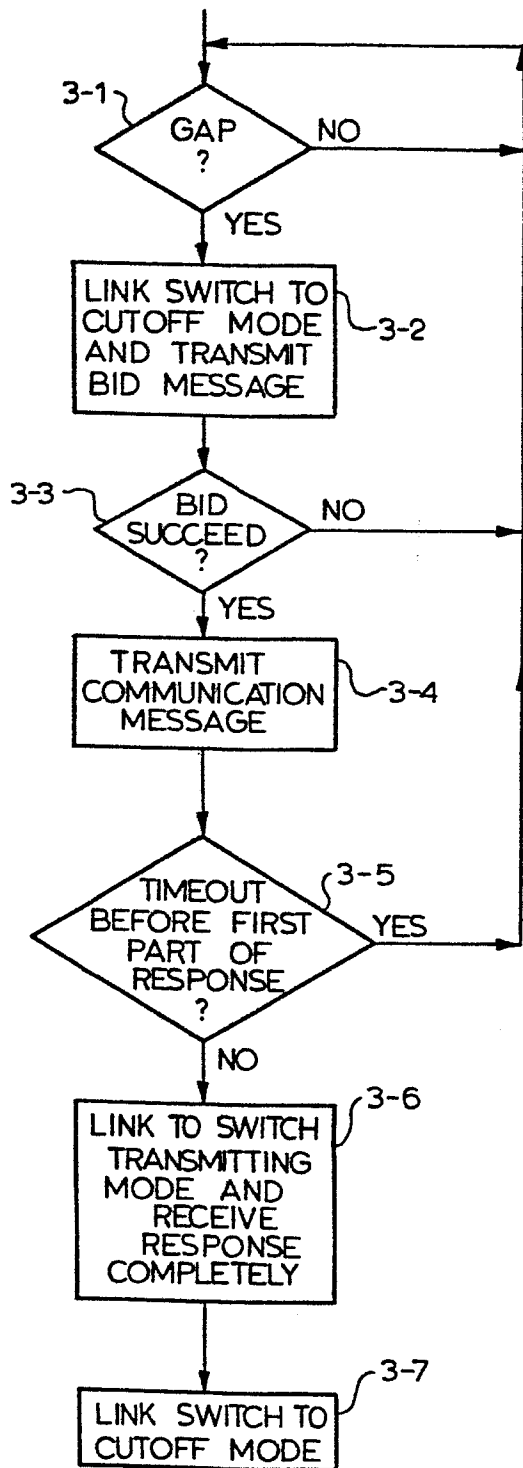 3-1
GAP
?
NO
YES
LINK SWITCH TO
CUTOFF MODE
AND TRANSMIT
BID MESSAGE
3-2
3-3
BID
SUCCEED
?
NO
YES
TRANSMIT
COMMUNICATION
MESSAGE
3-4
3-5
TIMEOUT
BEFORE FIRST
PART OF
RESPONSE
?
YES
NO
3-6
LINK TO SWITCH
TRANSMITTING
MODE AND
RECEIVE
RESPONSE
COMPLETELY
3-7
LINK SWITCH TO
CUTOFF MODE